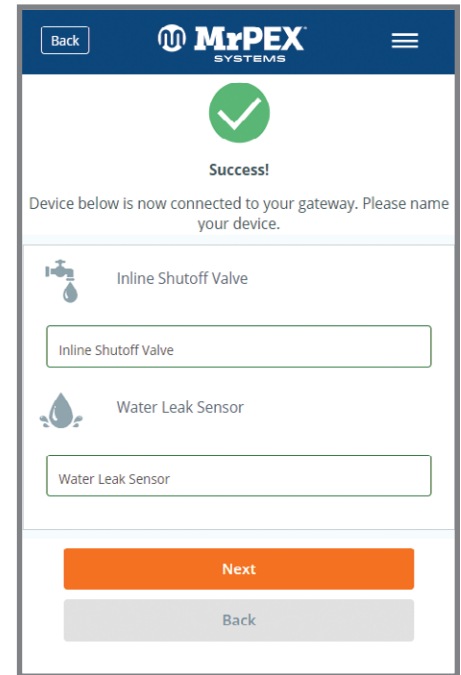 Back
MrPEX
SYSTEMS
Success!
Device below is now connected to your gateway. Please name
your device.
Inline Shutoff Valve
Inline Shutoff Valve
Water Leak Sensor
Water Leak Sensor
Next
Back